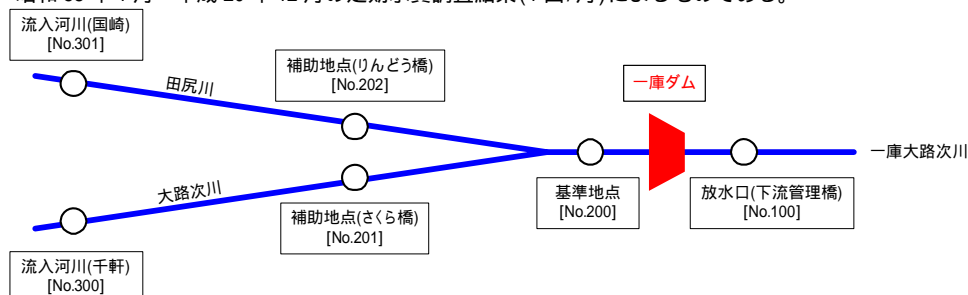 流入河川(国崎)
[No.301]
補助地点(りんどう橋)
[No.202]
一庫ダム
田尻川
一庫大路次川
大路次川
基準地点
[No.200]
放水口(下流管理橋)
[No.100]
補助地点(さくら橋)
[No.201]
流入河川(千軒)
[No.300]